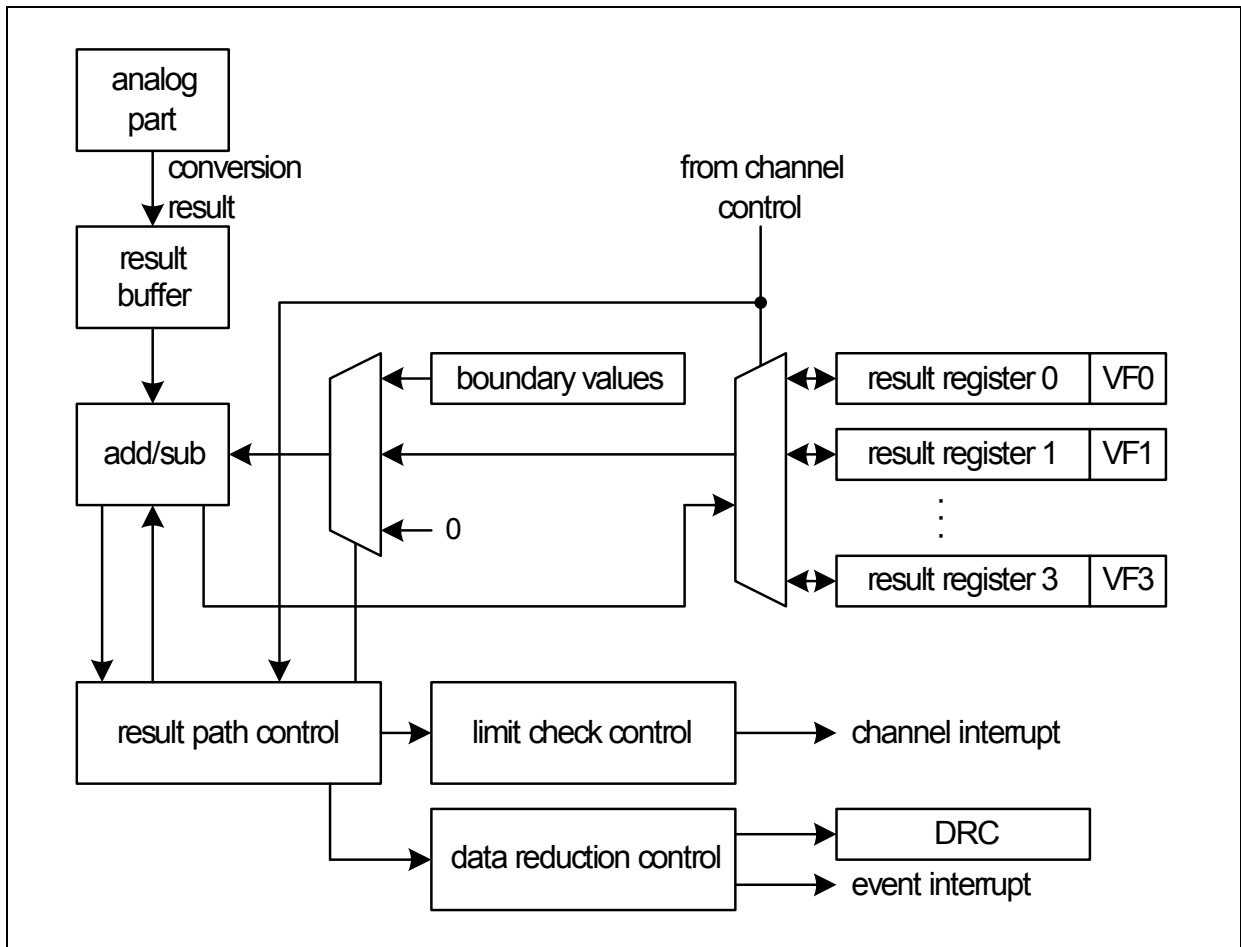 analog
part
conversion
result
from channel
control
result
buffer
boundary values
result register 0 VF0
add/sub
result register 1 VF1
0
result register 3 VF3
result path control
limit check control
channel interrupt
data reduction control
DRC
event interrupt